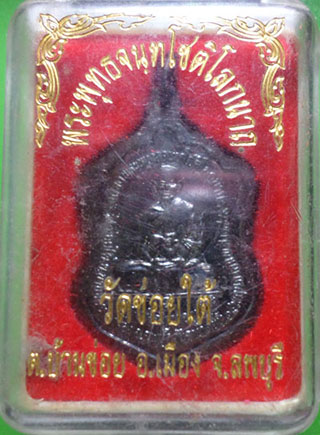 พระพุทธจนฺทโชติโลกนาถ
วัดข่อยใต้
ต.บ้านข่อย อ.เมือง จ.ลพบุรี